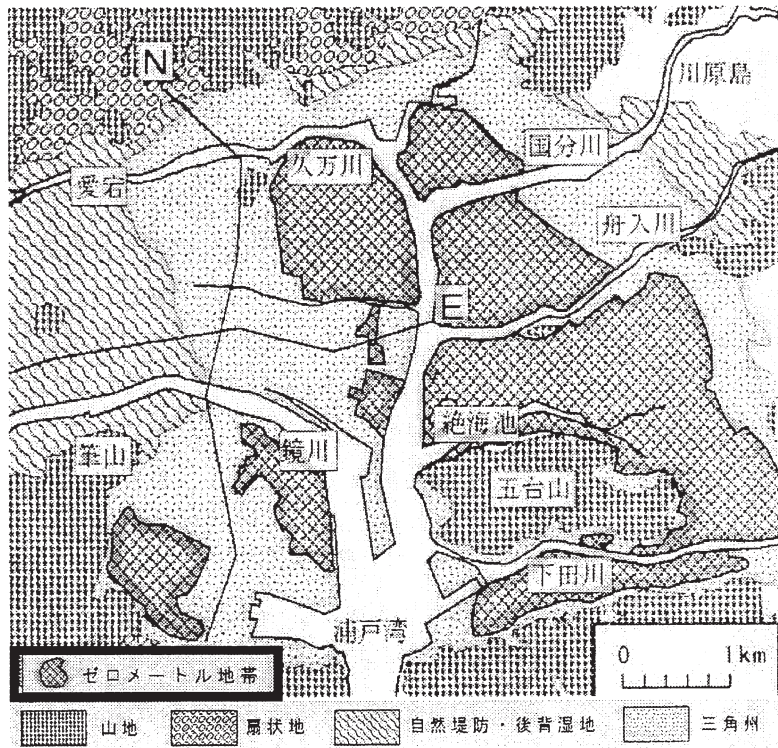 N
川原島
国分川
久万川
愛宕
舟入川
E
絶海池
筆山
鏡川
五台山
下田川
浦戸湾
0 1km
ゼロメートル地帯
山地 扇状地 自然堤防・後背湿地 三角州